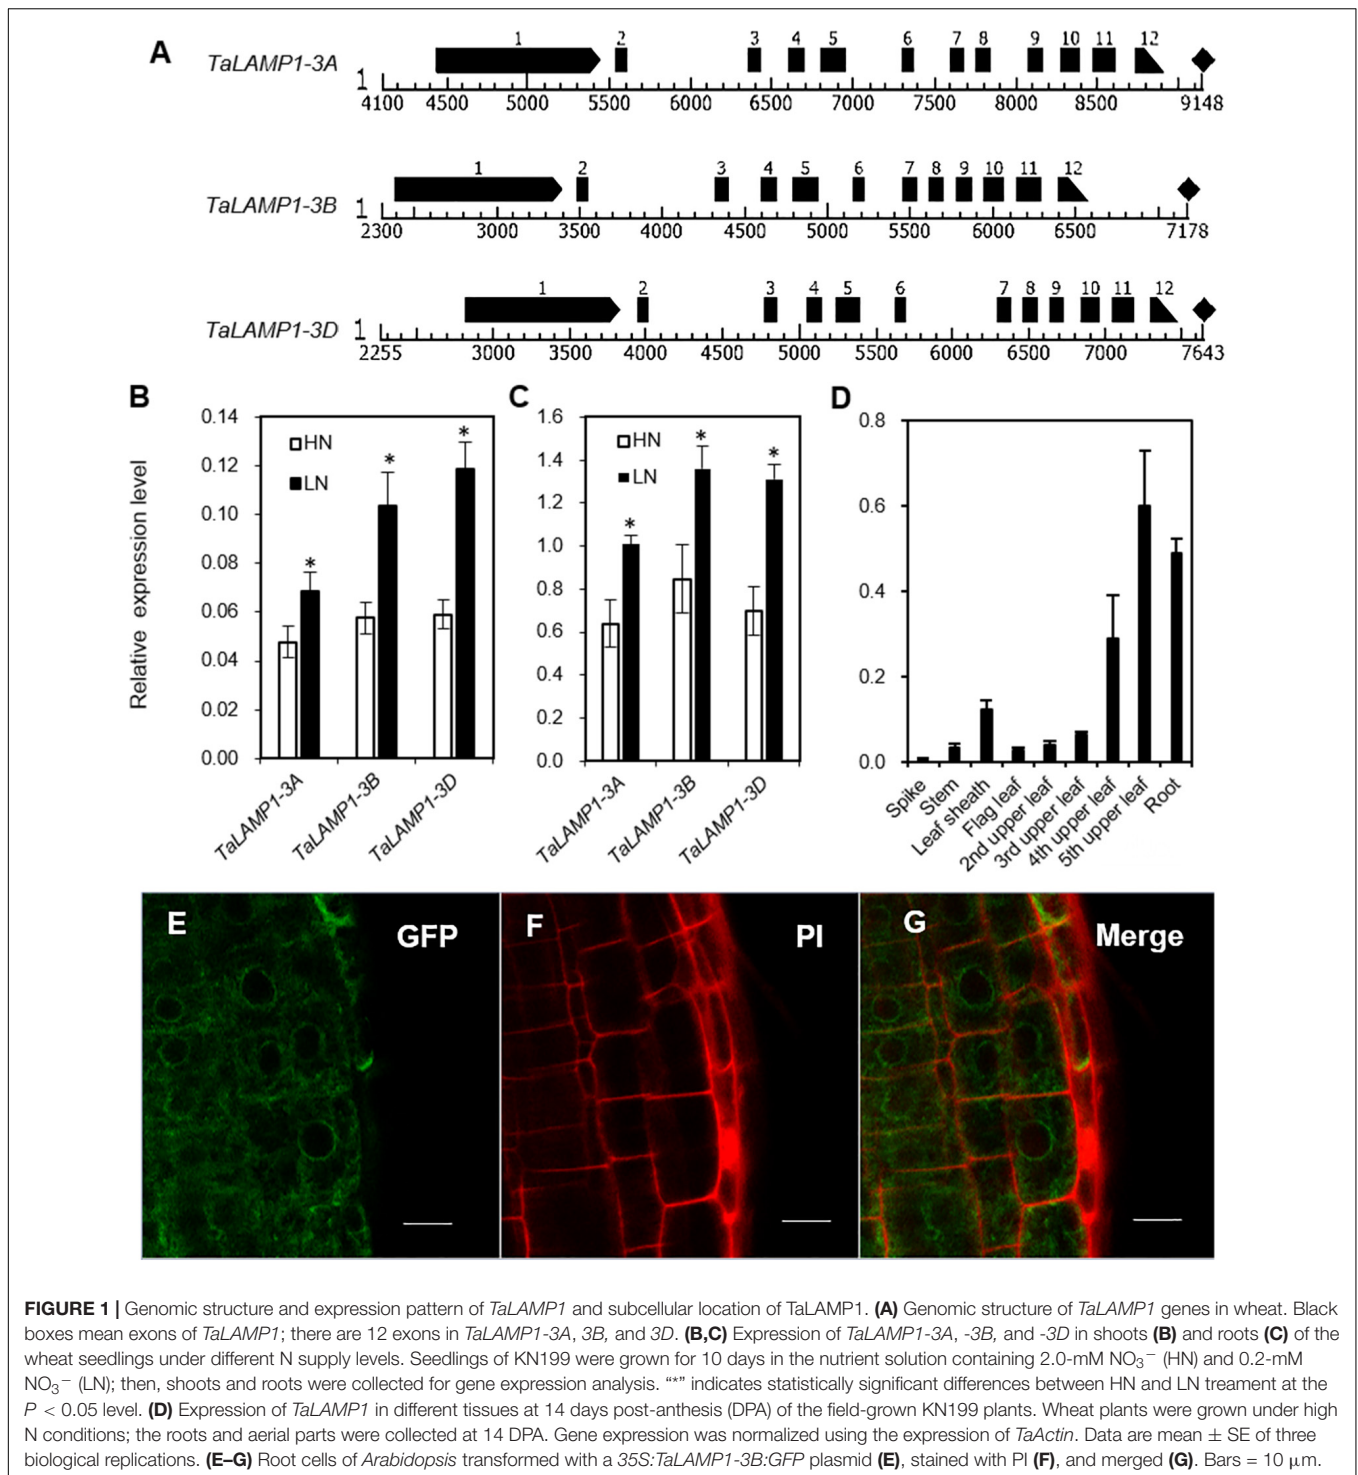 A
TaLAMP1-3A
1 2 3 4 5 6 7 8 9 10 11 12
1
4100 4500 5000 5500 6000 6500 7000 7500 8000 8500 9148
TaLAMP1-3B
1 2 3 4 5 6 7 8 9 10 11 12
1
2300 3000 3500 4000 4500 5000 5500 6000 6500 7178
TaLAMP1-3D
1 2 3 4 5 6 7 8 9 10 11 12
1
2255 3000 3500 4000 4500 5000 5500 6000 6500 7000 7643
B
Relative expression level
0.14
0.12
0.10
0.08
0.06
0.04
0.02
0.00
HN
LN
* * *
TaLAMP1-3A
TaLAMP1-3B
TaLAMP1-3D
C
1.6
1.4
1.2
1.0
0.8
0.6
0.4
0.2
0.0
HN
LN
* * *
TaLAMP1-3A
TaLAMP1-3B
TaLAMP1-3D
D
0.8
0.6
0.4
0.2
0.0
Spike
Stem
Leaf sheath
Flag leaf
2nd upper leaf
3rd upper leaf
4th upper leaf
5th upper leaf
Root
E
GFP
F
PI
G
Merge
FIGURE 1 | Genomic structure and expression pattern of TaLAMP1 and subcellular location of TaLAMP1. (A) Genomic structure of TaLAMP1 genes in wheat. Black
boxes mean exons of TaLAMP1; there are 12 exons in TaLAMP1-3A, 3B, and 3D. (B,C) Expression of TaLAMP1-3A, -3B, and -3D in shoots (B) and roots (C) of the
wheat seedlings under different N supply levels. Seedlings of KN199 were grown for 10 days in the nutrient solution containing 2.0-mM NO₃⁻ (HN) and 0.2-mM
NO₃⁻ (LN); then, shoots and roots were collected for gene expression analysis. “*” indicates statistically significant differences between HN and LN treament at the
P < 0.05 level. (D) Expression of TaLAMP1 in different tissues at 14 days post-anthesis (DPA) of the field-grown KN199 plants. Wheat plants were grown under high
N conditions; the roots and aerial parts were collected at 14 DPA. Gene expression was normalized using the expression of TaActin. Data are mean ± SE of three
biological replications. (E–G) Root cells of Arabidopsis transformed with a 35S:TaLAMP1-3B:GFP plasmid (E), stained with PI (F), and merged (G). Bars = 10 μm.